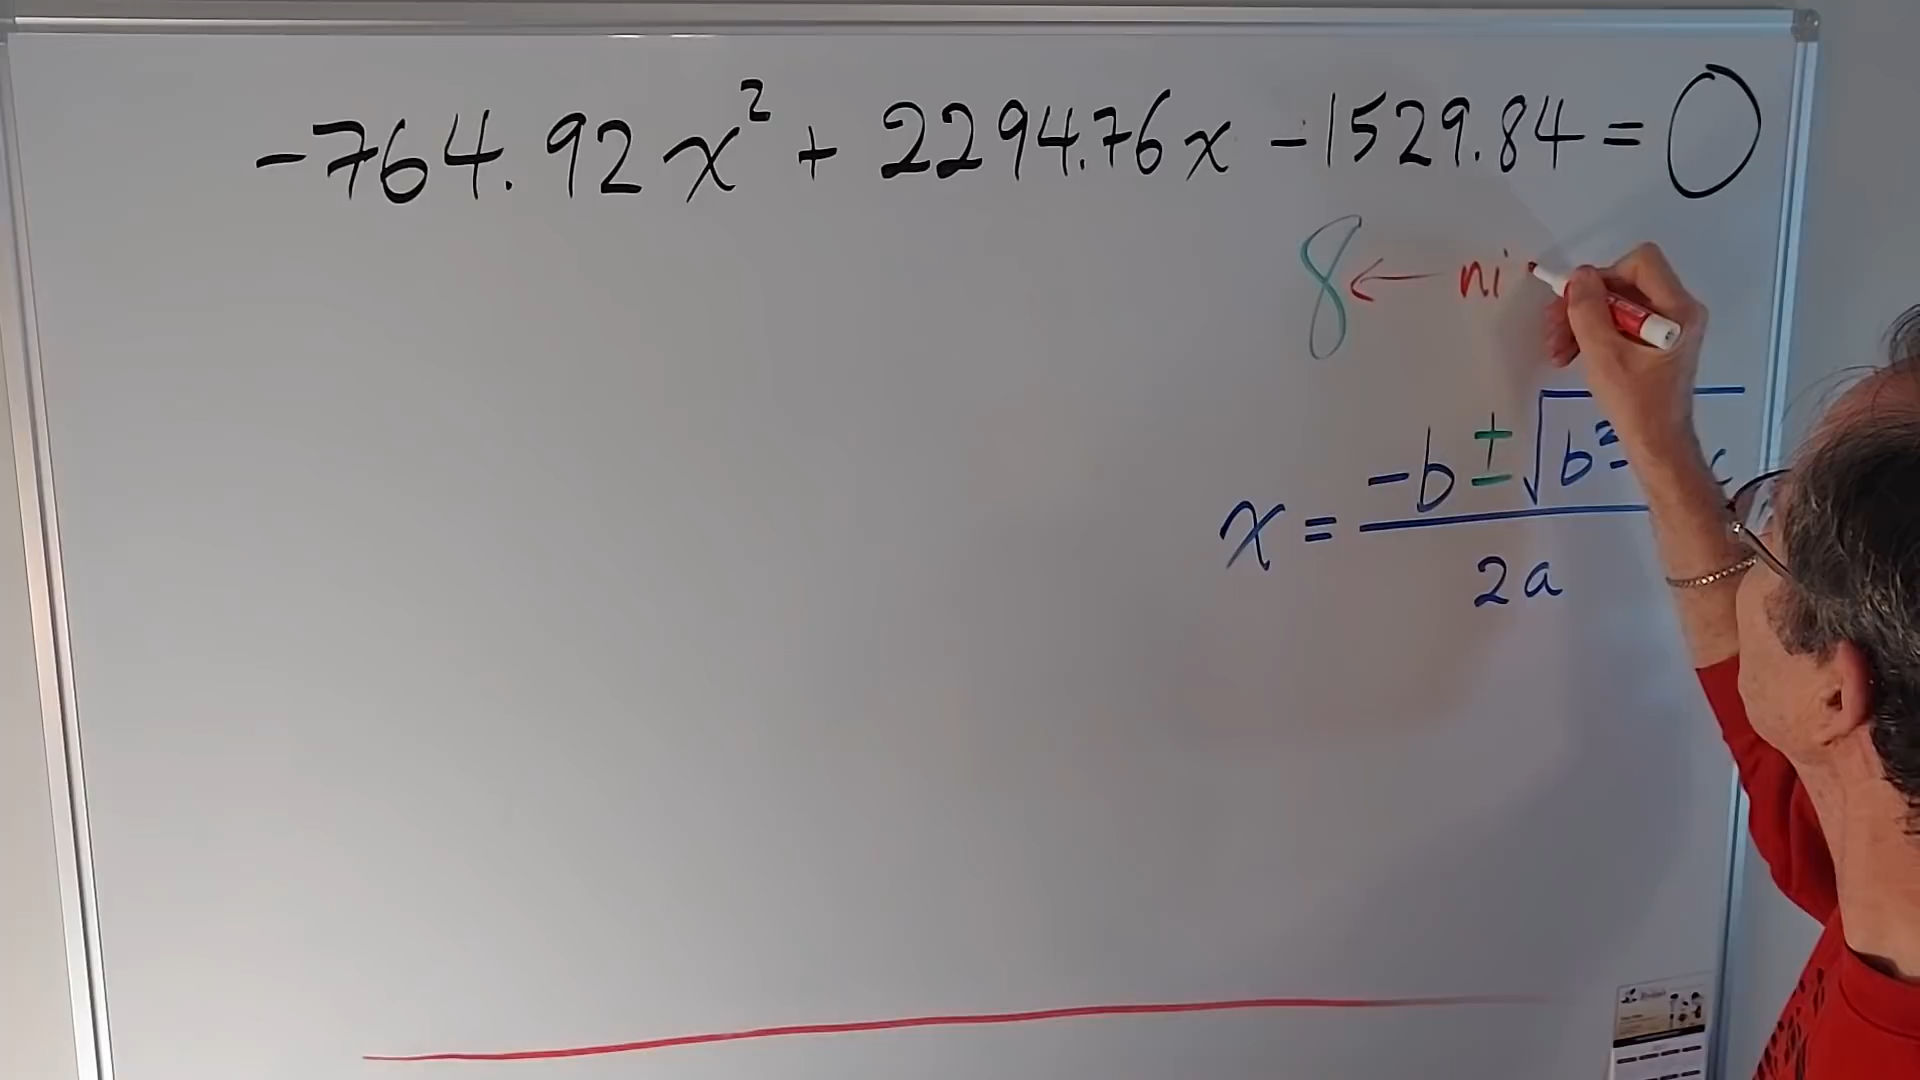 -764.92x² + 2294.76x -1529.84 = 0
8 ← ni
x = -b ± √b² - c
2a